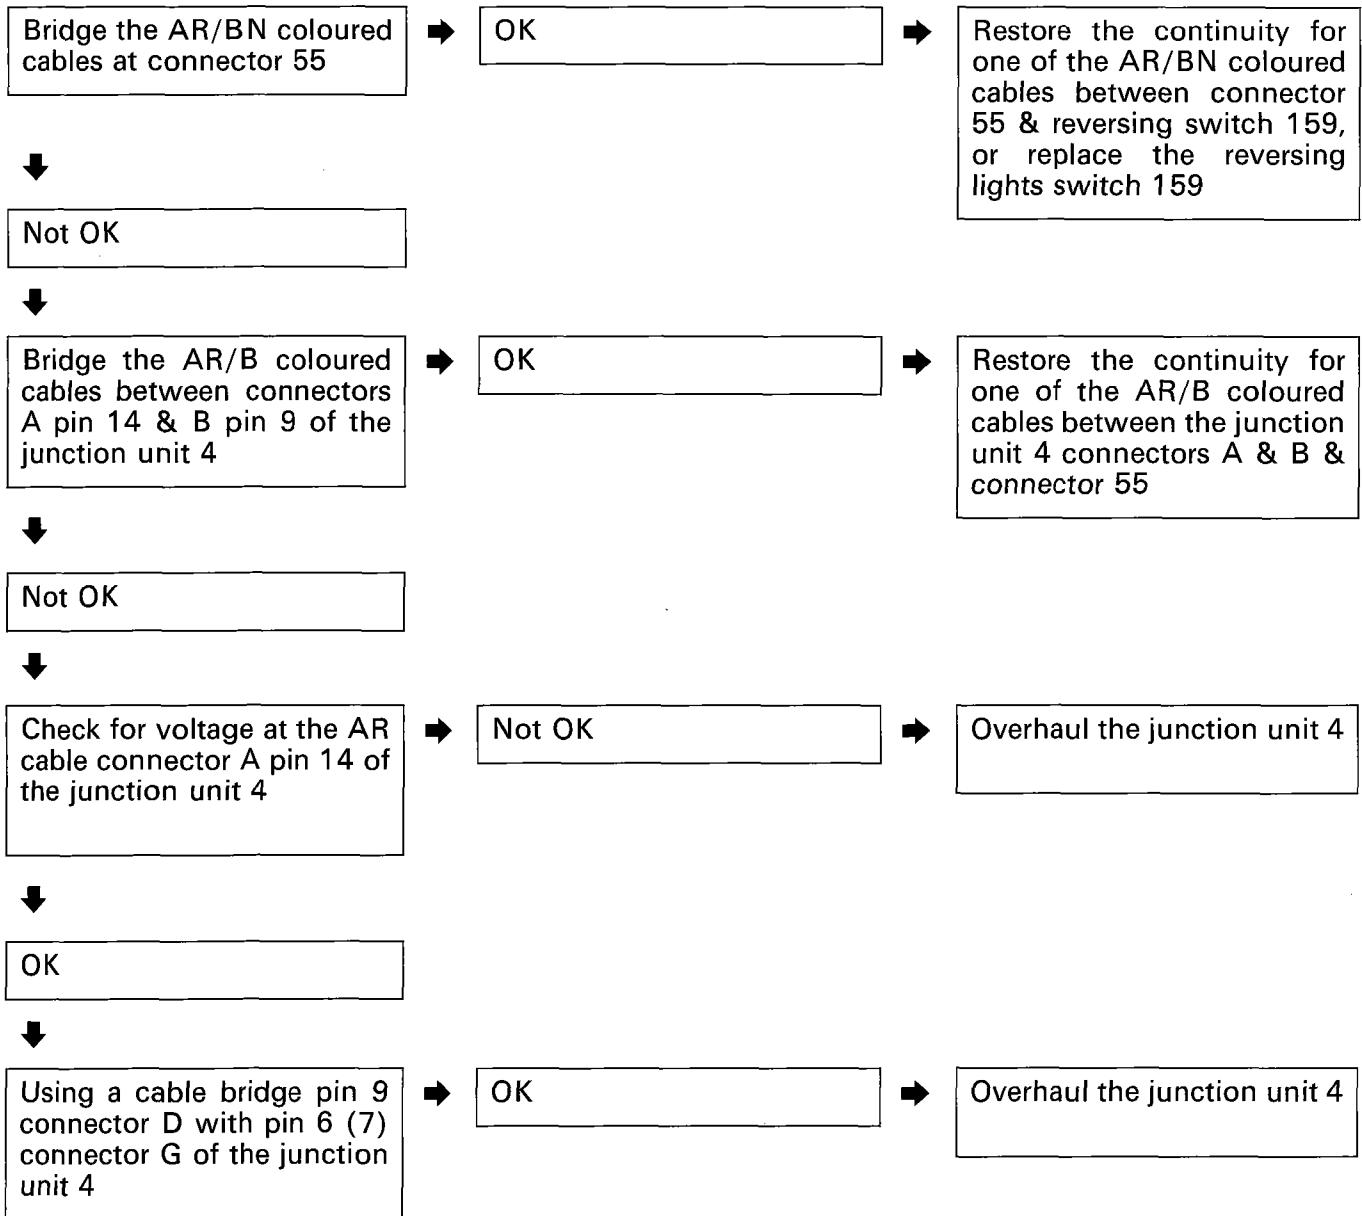 Bridge the AR/BN coloured
cables at connector 55
OK
Restore the continuity for
one of the AR/BN coloured
cables between connector
55 & reversing switch 159,
or replace the reversing
lights switch 159
Not OK
Bridge the AR/B coloured
cables between connectors
A pin 14 & B pin 9 of the
junction unit 4
OK
Restore the continuity for
one of the AR/B coloured
cables between the junction
unit 4 connectors A & B &
connector 55
Not OK
Check for voltage at the AR
cable connector A pin 14 of
the junction unit 4
Not OK
Overhaul the junction unit 4
OK
Using a cable bridge pin 9
connector D with pin 6 (7)
connector G of the junction
unit 4
OK
Overhaul the junction unit 4